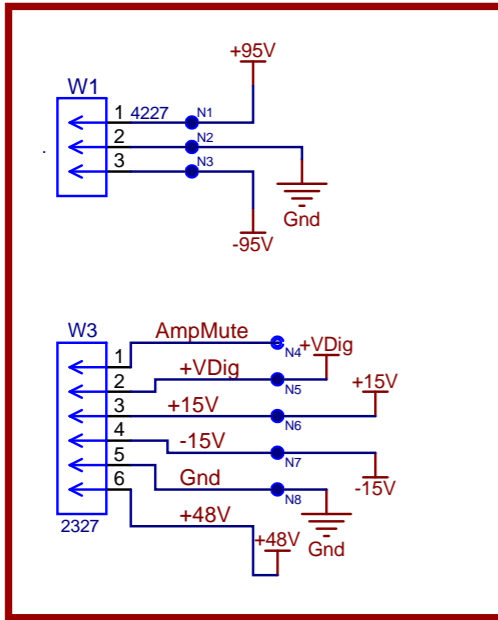 +95V
W1
1 4227 N1
2 N2
3 N3
Gnd
-95V
W3
AmpMute
1 N4 +VDig
+VDig
2 N5
+15V
3 +15V N6
4 -15V N7
5 Gnd N8
-15V
6 +48V
2327
+48V
Gnd